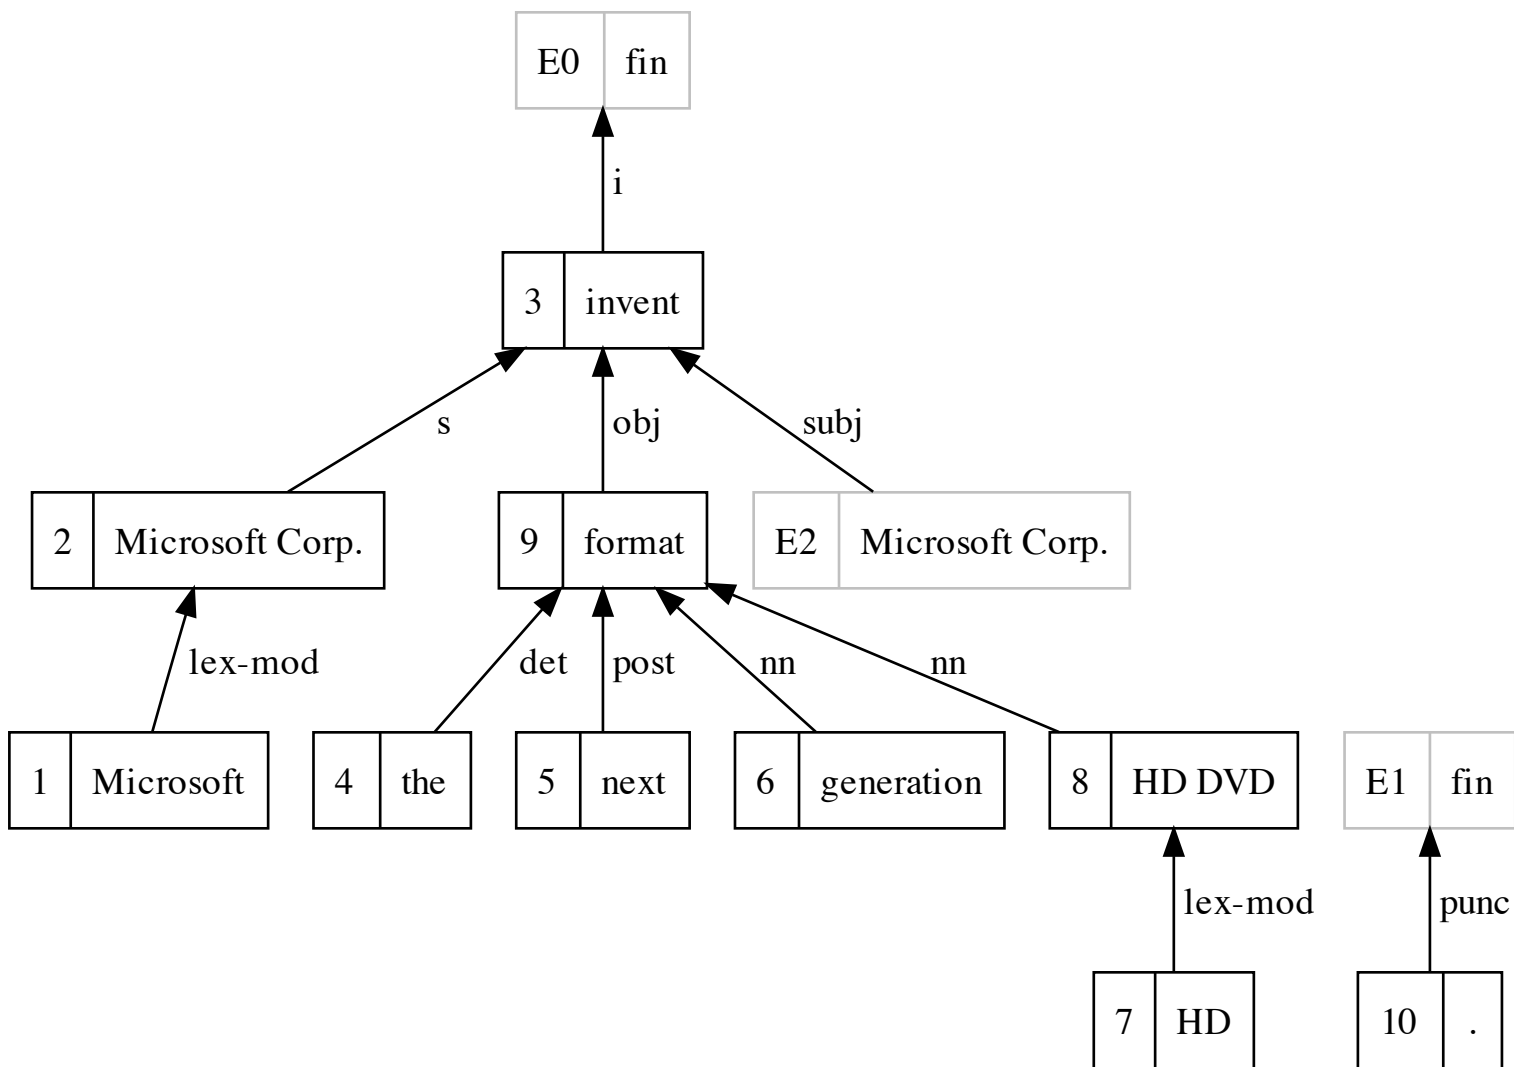 E0 fin
i
3 invent
s obj subj
2 Microsoft Corp. 9 format E2 Microsoft Corp.
lex-mod det post nn nn
1 Microsoft 4 the 5 next 6 generation 8 HD DVD E1 fin
lex-mod punc
7 HD 10 .